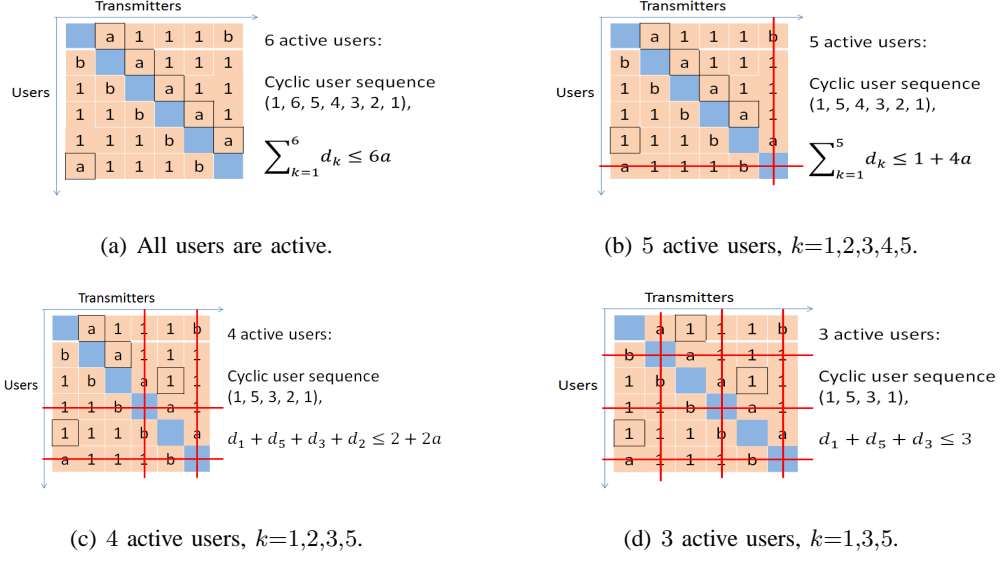 Transmitters
a 1 1 1 b
b a 1 1 1
1 b a 1 1
1 1 b a 1
1 1 1 b a
a 1 1 1 b
Users
6 active users:
Cyclic user sequence
(1, 6, 5, 4, 3, 2, 1),
∑_{k=1}^{6} d_k ≤ 6a
(a) All users are active.
Transmitters
a 1 1 1 b
b a 1 1 1
1 b a 1 1
1 1 b a 1
1 1 1 b a
a 1 1 1 b
Users
5 active users:
Cyclic user sequence
(1, 5, 4, 3, 2, 1),
∑_{k=1}^{5} d_k ≤ 1 + 4a
(b) 5 active users, k=1,2,3,4,5.
Transmitters
a 1 1 1 b
b a 1 1 1
1 b a 1 1
1 1 b a 1
1 1 1 b a
a 1 1 1 b
Users
4 active users:
Cyclic user sequence
(1, 5, 3, 2, 1),
d_1 + d_5 + d_3 + d_2 ≤ 2 + 2a
(c) 4 active users, k=1,2,3,5.
Transmitters
a 1 1 1 b
b a 1 1 1
1 b a 1 1
1 1 b a 1
1 1 1 b a
a 1 1 1 b
Users
3 active users:
Cyclic user sequence
(1, 5, 3, 1),
d_1 + d_5 + d_3 ≤ 3
(d) 3 active users, k=1,3,5.